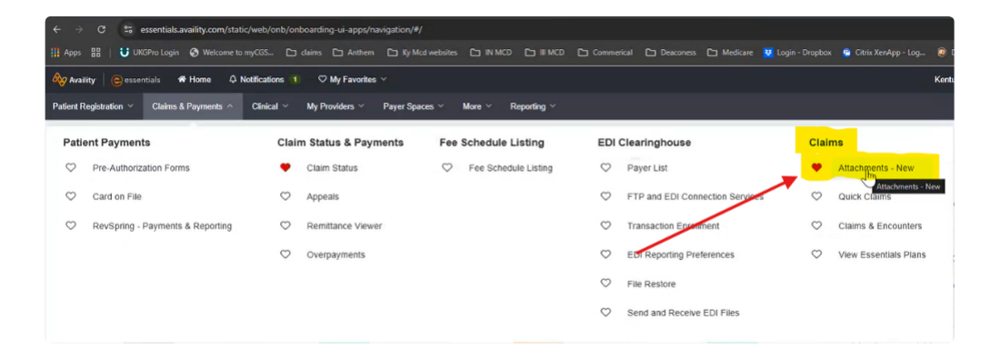 essentials.availity.com/static/web/onb/onboarding-ui-apps/navigation/#/
Apps UKGPro Login Welcome to myCGS... claims Anthem Ky Mcd websites IN MCD Ill MCD Commerical Deaconess Medicare Login - Dropbox Citrix XenApp - Log...
Availity essentials Home Notifications 1 My Favorites
Patient Registration Claims & Payments Clinical My Providers Payer Spaces More Reporting
Patient Payments
Pre-Authorization Forms
Card on File
RevSpring - Payments & Reporting
Claim Status & Payments
Claim Status
Appeals
Remittance Viewer
Overpayments
Fee Schedule Listing
Fee Schedule Listing
EDI Clearinghouse
Payer List
FTP and EDI Connection Services
Transaction Enrollment
EDI Reporting Preferences
File Restore
Send and Receive EDI Files
Claims
Attachments - New
Attachments - New
Quick Claims
Claims & Encounters
View Essentials Plans